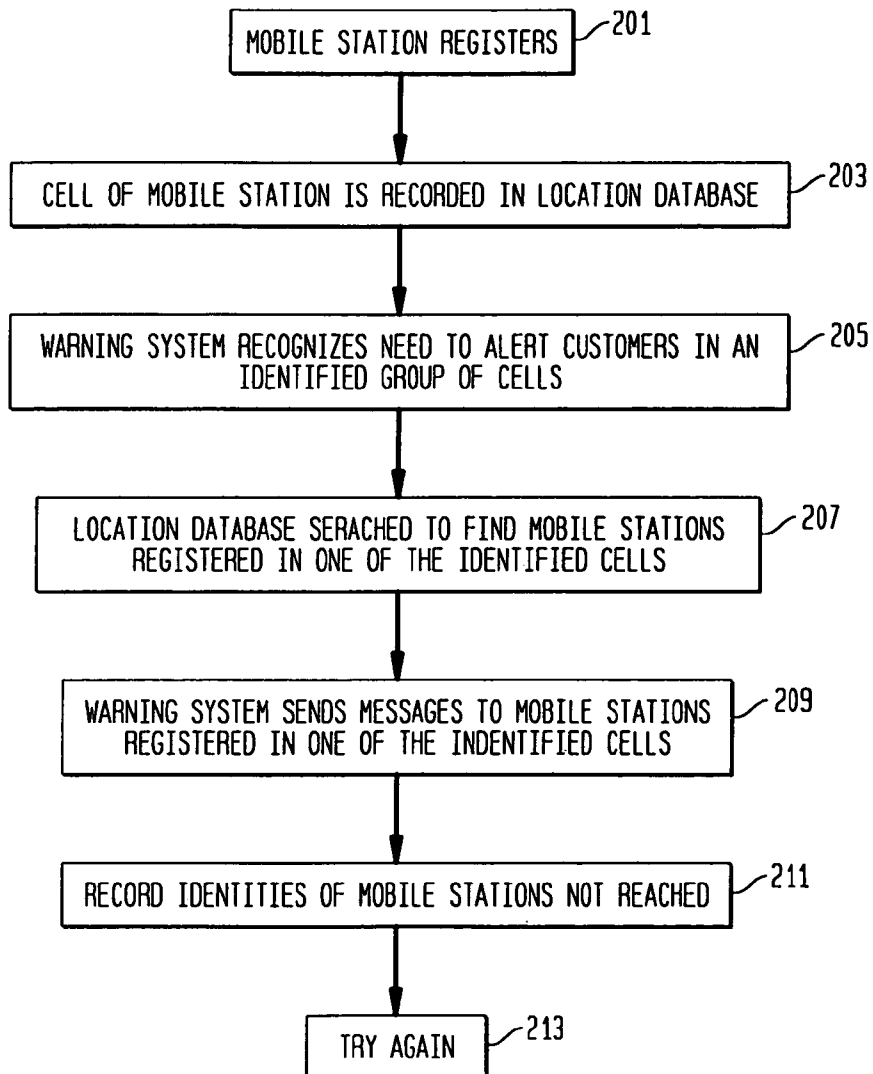 MOBILE STATION REGISTERS
201
CELL OF MOBILE STATION IS RECORDED IN LOCATION DATABASE
203
WARNING SYSTEM RECOGNIZES NEED TO ALERT CUSTOMERS IN AN
IDENTIFIED GROUP OF CELLS
205
LOCATION DATABASE SERACHED TO FIND MOBILE STATIONS
REGISTERED IN ONE OF THE IDENTIFIED CELLS
207
WARNING SYSTEM SENDS MESSAGES TO MOBILE STATIONS
REGISTERED IN ONE OF THE INDENTIFIED CELLS
209
RECORD IDENTITIES OF MOBILE STATIONS NOT REACHED
211
TRY AGAIN
213